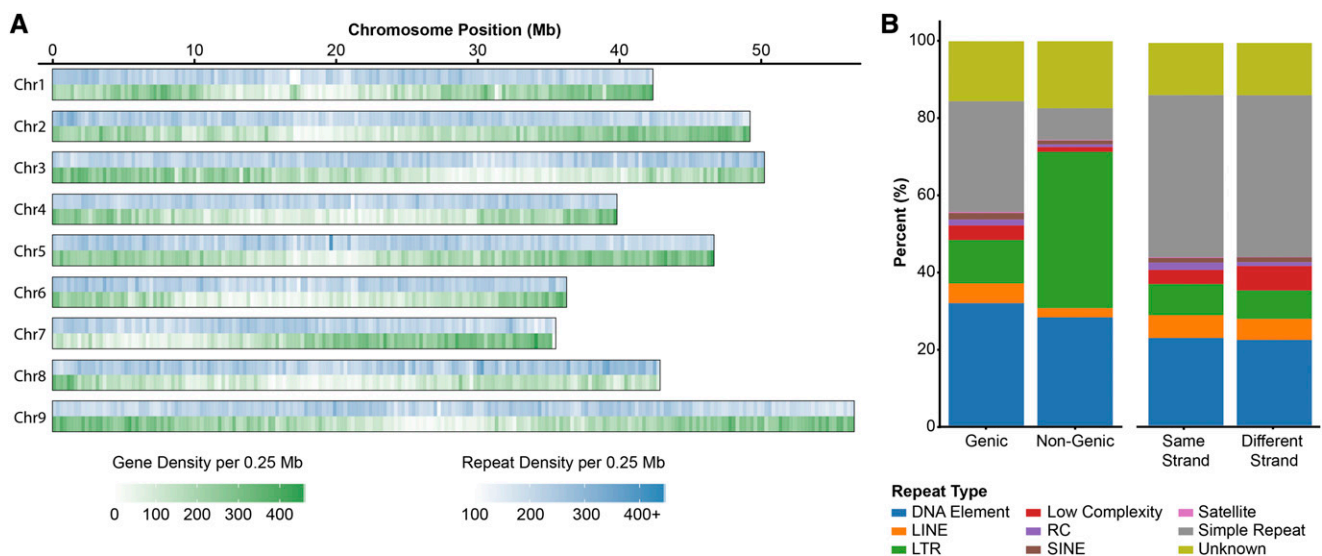 A
Chromosome Position (Mb)
0 10 20 30 40 50
Chr1
Chr2
Chr3
Chr4
Chr5
Chr6
Chr7
Chr8
Chr9
Gene Density per 0.25 Mb
0 100 200 300 400
Repeat Density per 0.25 Mb
100 200 300 400+
B
Percent (%)
100
80
60
40
20
0
Genic
Non-Genic
Same
Strand
Different
Strand
Repeat Type
DNA Element
LINE
LTR
Low Complexity
RC
SINE
Satellite
Simple Repeat
Unknown